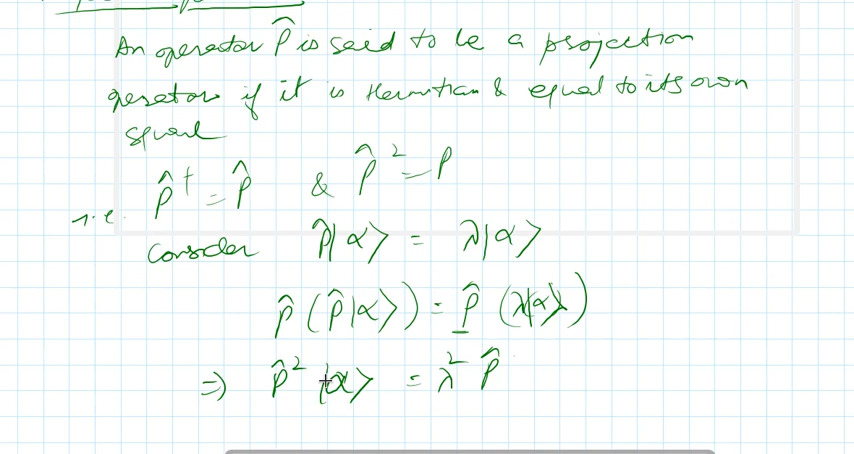 An operator P̂ is said to be a projection
operator if it is Hermitian & equal to its own
square
i.e. P̂† = P̂ & P̂² = P
Consider P̂|α⟩ = λ|α⟩
P̂(P̂|α⟩) = P̂(λ|α⟩)
⇒ P̂²|α⟩ = λ² P̂